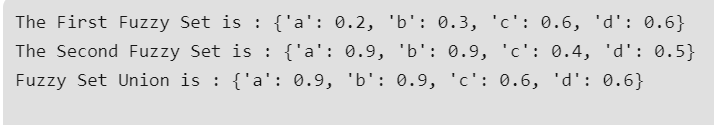 The First Fuzzy Set is : {'a': 0.2, 'b': 0.3, 'c': 0.6, 'd': 0.6}
The Second Fuzzy Set is : {'a': 0.9, 'b': 0.9, 'c': 0.4, 'd': 0.5}
Fuzzy Set Union is : {'a': 0.9, 'b': 0.9, 'c': 0.6, 'd': 0.6}